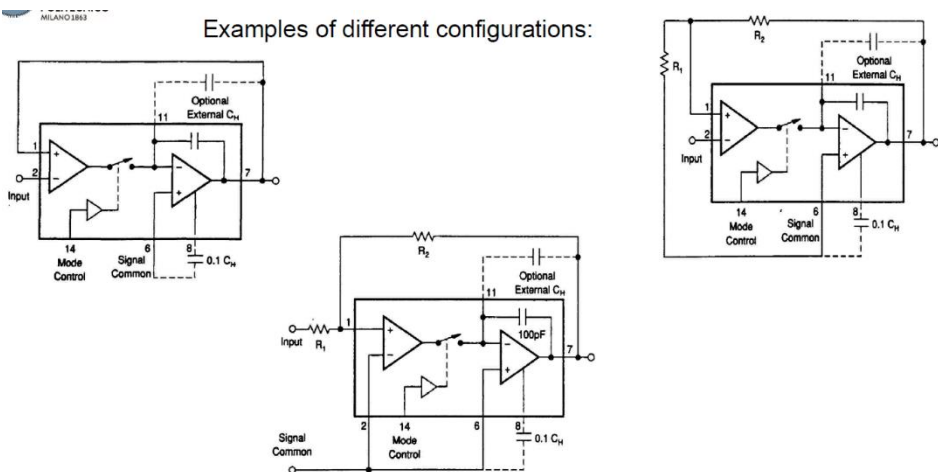 MILANO 1863
Examples of different configurations:
Optional
External CH
11
1
+
2
−
Input
−
+
7
14
Mode
Control
6
Signal
Common
8
0.1 CH
R2
R1
Optional
External CH
11
1
+
2
−
Input
−
+
7
14
Mode
Control
6
Signal
Common
8
0.1 CH
R2
Optional
External CH
11
Input
R1
1
+
−
100pF
−
+
7
2
14
Mode
Control
6
8
0.1 CH
Signal
Common